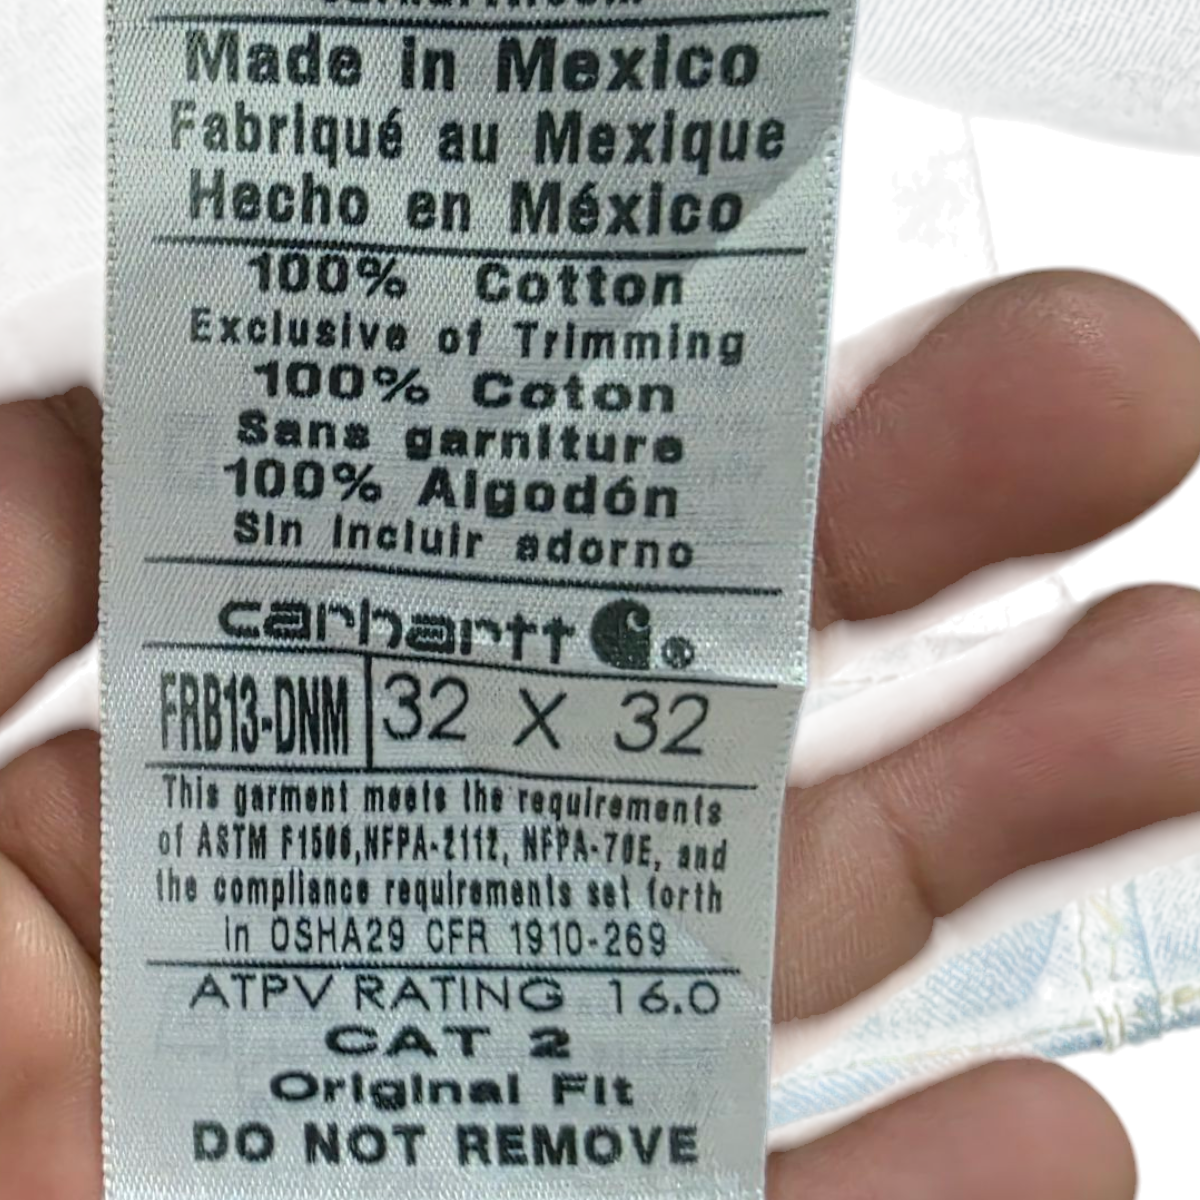 Made in Mexico
Fabriqué au Mexique
Hecho en México
100% Cotton
Exclusive of Trimming
100% Coton
Sans garniture
100% Algodón
Sin incluir adorno
carhartt ®
FRB13-DNM 32 X 32
This garment meets the requirements
of ASTM F1506,NFPA-2112, NFPA-70E, and
the compliance requirements set forth
in OSHA29 CFR 1910-269
ATPV RATING 16.0
CAT 2
Original Fit
DO NOT REMOVE